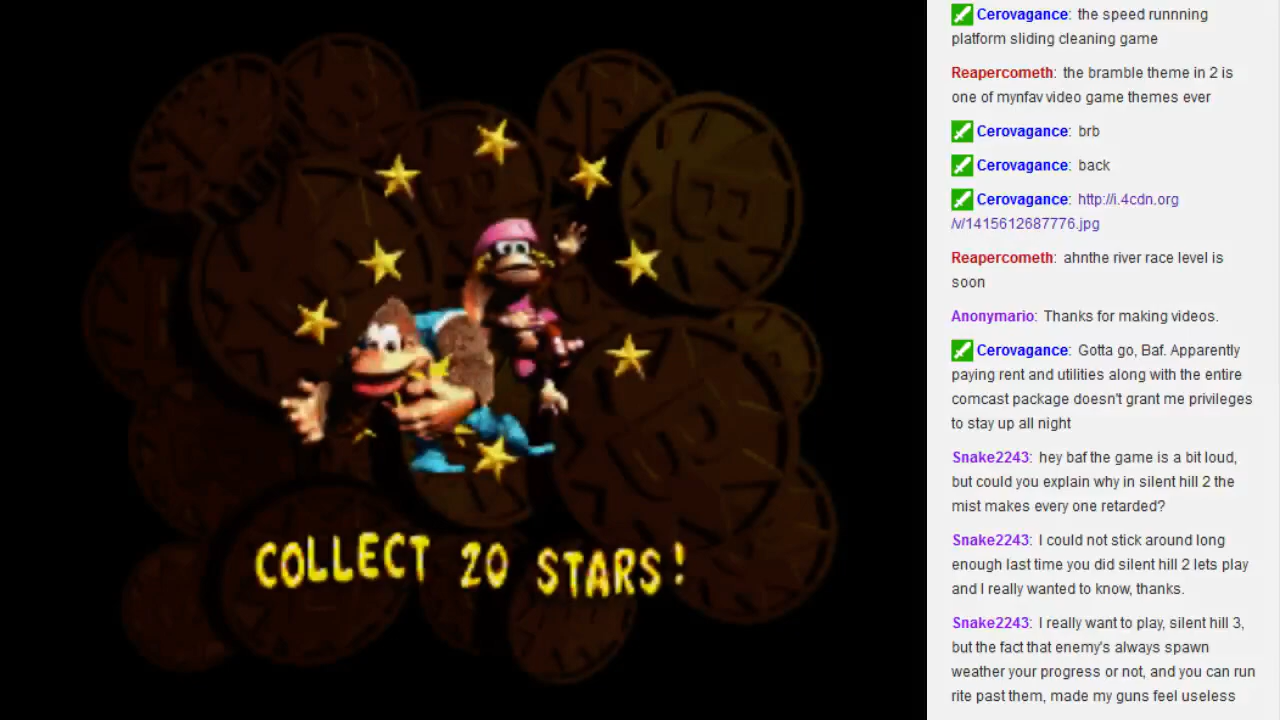 COLLECT 20 STARS!
Cerovagance: the speed runnning
platform sliding cleaning game
Reapercometh: the bramble theme in 2 is
one of mynfav video game themes ever
Cerovagance: brb
Cerovagance: back
Cerovagance: http://i.4cdn.org
/v/1415612687776.jpg
Reapercometh: ahnthe river race level is
soon
Anonymario: Thanks for making videos.
Cerovagance: Gotta go, Baf. Apparently
paying rent and utilities along with the entire
comcast package doesn't grant me privileges
to stay up all night
Snake2243: hey baf the game is a bit loud,
but could you explain why in silent hill 2 the
mist makes every one retarded?
Snake2243: I could not stick around long
enough last time you did silent hill 2 lets play
and I really wanted to know, thanks.
Snake2243: I really want to play, silent hill 3,
but the fact that enemy's always spawn
weather your progress or not, and you can run
rite past them, made my guns feel useless